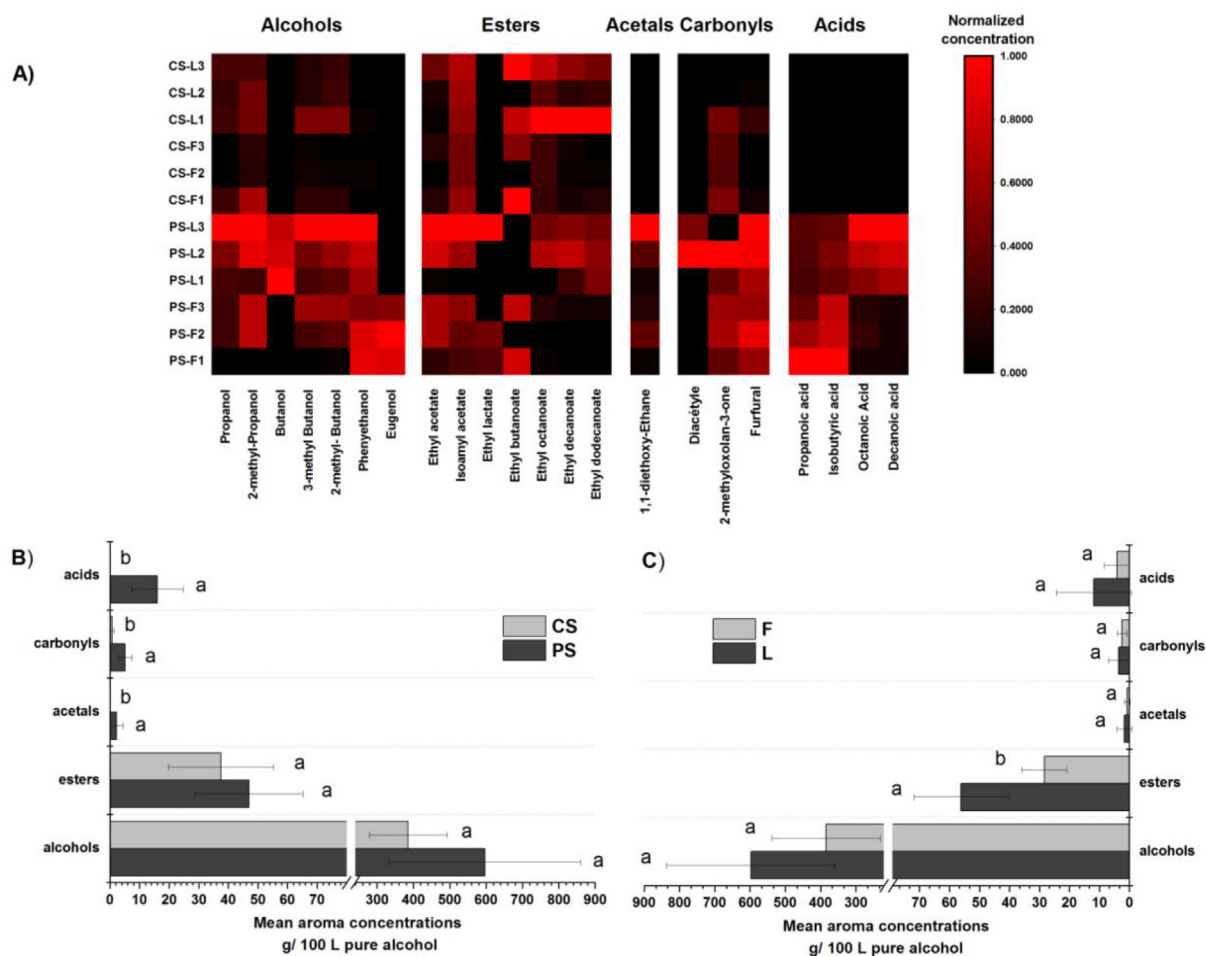 Alcohols Esters Acetals Carbonyls Acids
Normalized
concentration
A)
CS-L3
CS-L2
CS-L1
CS-F3
CS-F2
CS-F1
PS-L3
PS-L2
PS-L1
PS-F3
PS-F2
PS-F1
1.000
0.8000
0.6000
0.4000
0.2000
0.000
Propanol
2-methyl-Propanol
Butanol
3-methyl Butanol
2-methyl- Butanol
Phenyethanol
Eugenol
Ethyl acetate
Isoamyl acetate
Ethyl lactate
Ethyl butanoate
Ethyl octanoate
Ethyl decanoate
Ethyl dodecanoate
1,1-diethoxy-Ethane
Diacétyle
2-methyloxolan-3-one
Furfural
Propanoic acid
Isobutyric acid
Octanoic Acid
Decanoic acid
B)
acids
carbonyls
acetals
esters
alcohols
b
a
b
a
b
a
a
a
a
a
CS
PS
0 10 20 30 40 50 60 70 300 400 500 600 700 800 900
Mean aroma concentrations
g/ 100 L pure alcohol
C)
a
a
a
a
a
a
b
a
a
a
F
L
acids
carbonyls
acetals
esters
alcohols
900 800 700 600 500 400 300 70 60 50 40 30 20 10 0
Mean aroma concentrations
g/ 100 L pure alcohol